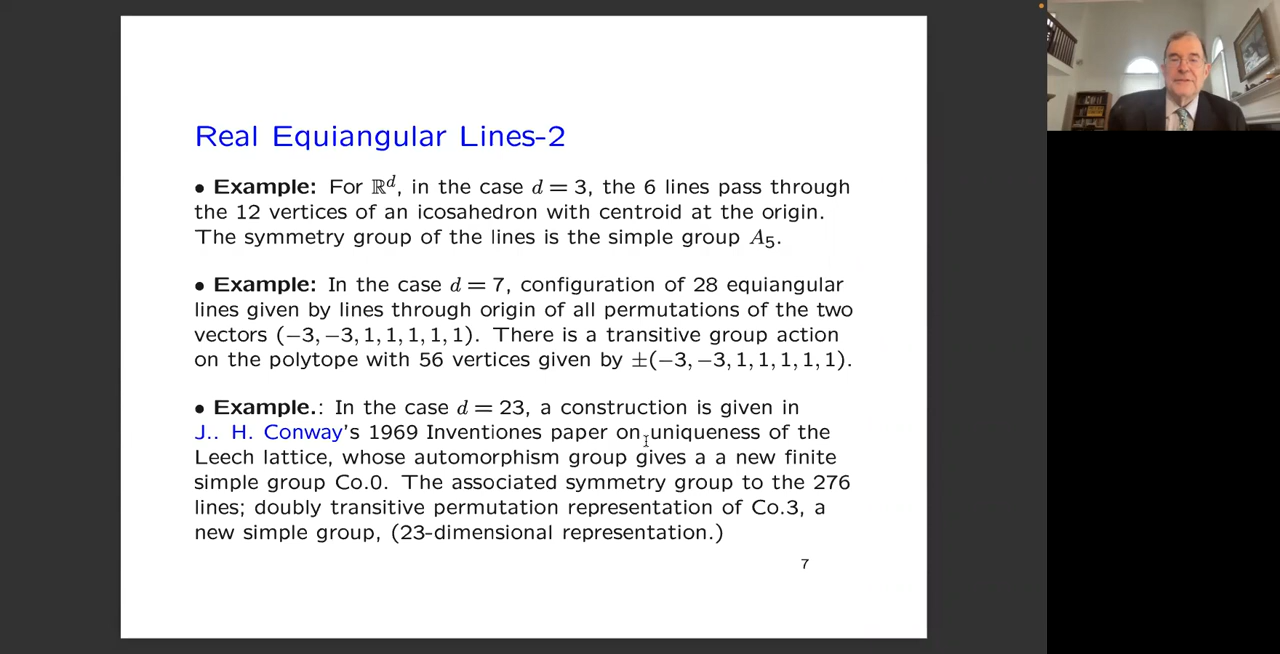 Real Equiangular Lines-2
• Example: For ℝᵈ, in the case d = 3, the 6 lines pass through
the 12 vertices of an icosahedron with centroid at the origin.
The symmetry group of the lines is the simple group A₅.
• Example: In the case d = 7, configuration of 28 equiangular
lines given by lines through origin of all permutations of the two
vectors (−3, −3, 1, 1, 1, 1, 1). There is a transitive group action
on the polytope with 56 vertices given by ±(−3, −3, 1, 1, 1, 1, 1).
• Example.: In the case d = 23, a construction is given in
J.. H. Conway's 1969 Inventiones paper on uniqueness of the
Leech lattice, whose automorphism group gives a a new finite
simple group Co.0. The associated symmetry group to the 276
lines; doubly transitive permutation representation of Co.3, a
new simple group, (23-dimensional representation.)
7